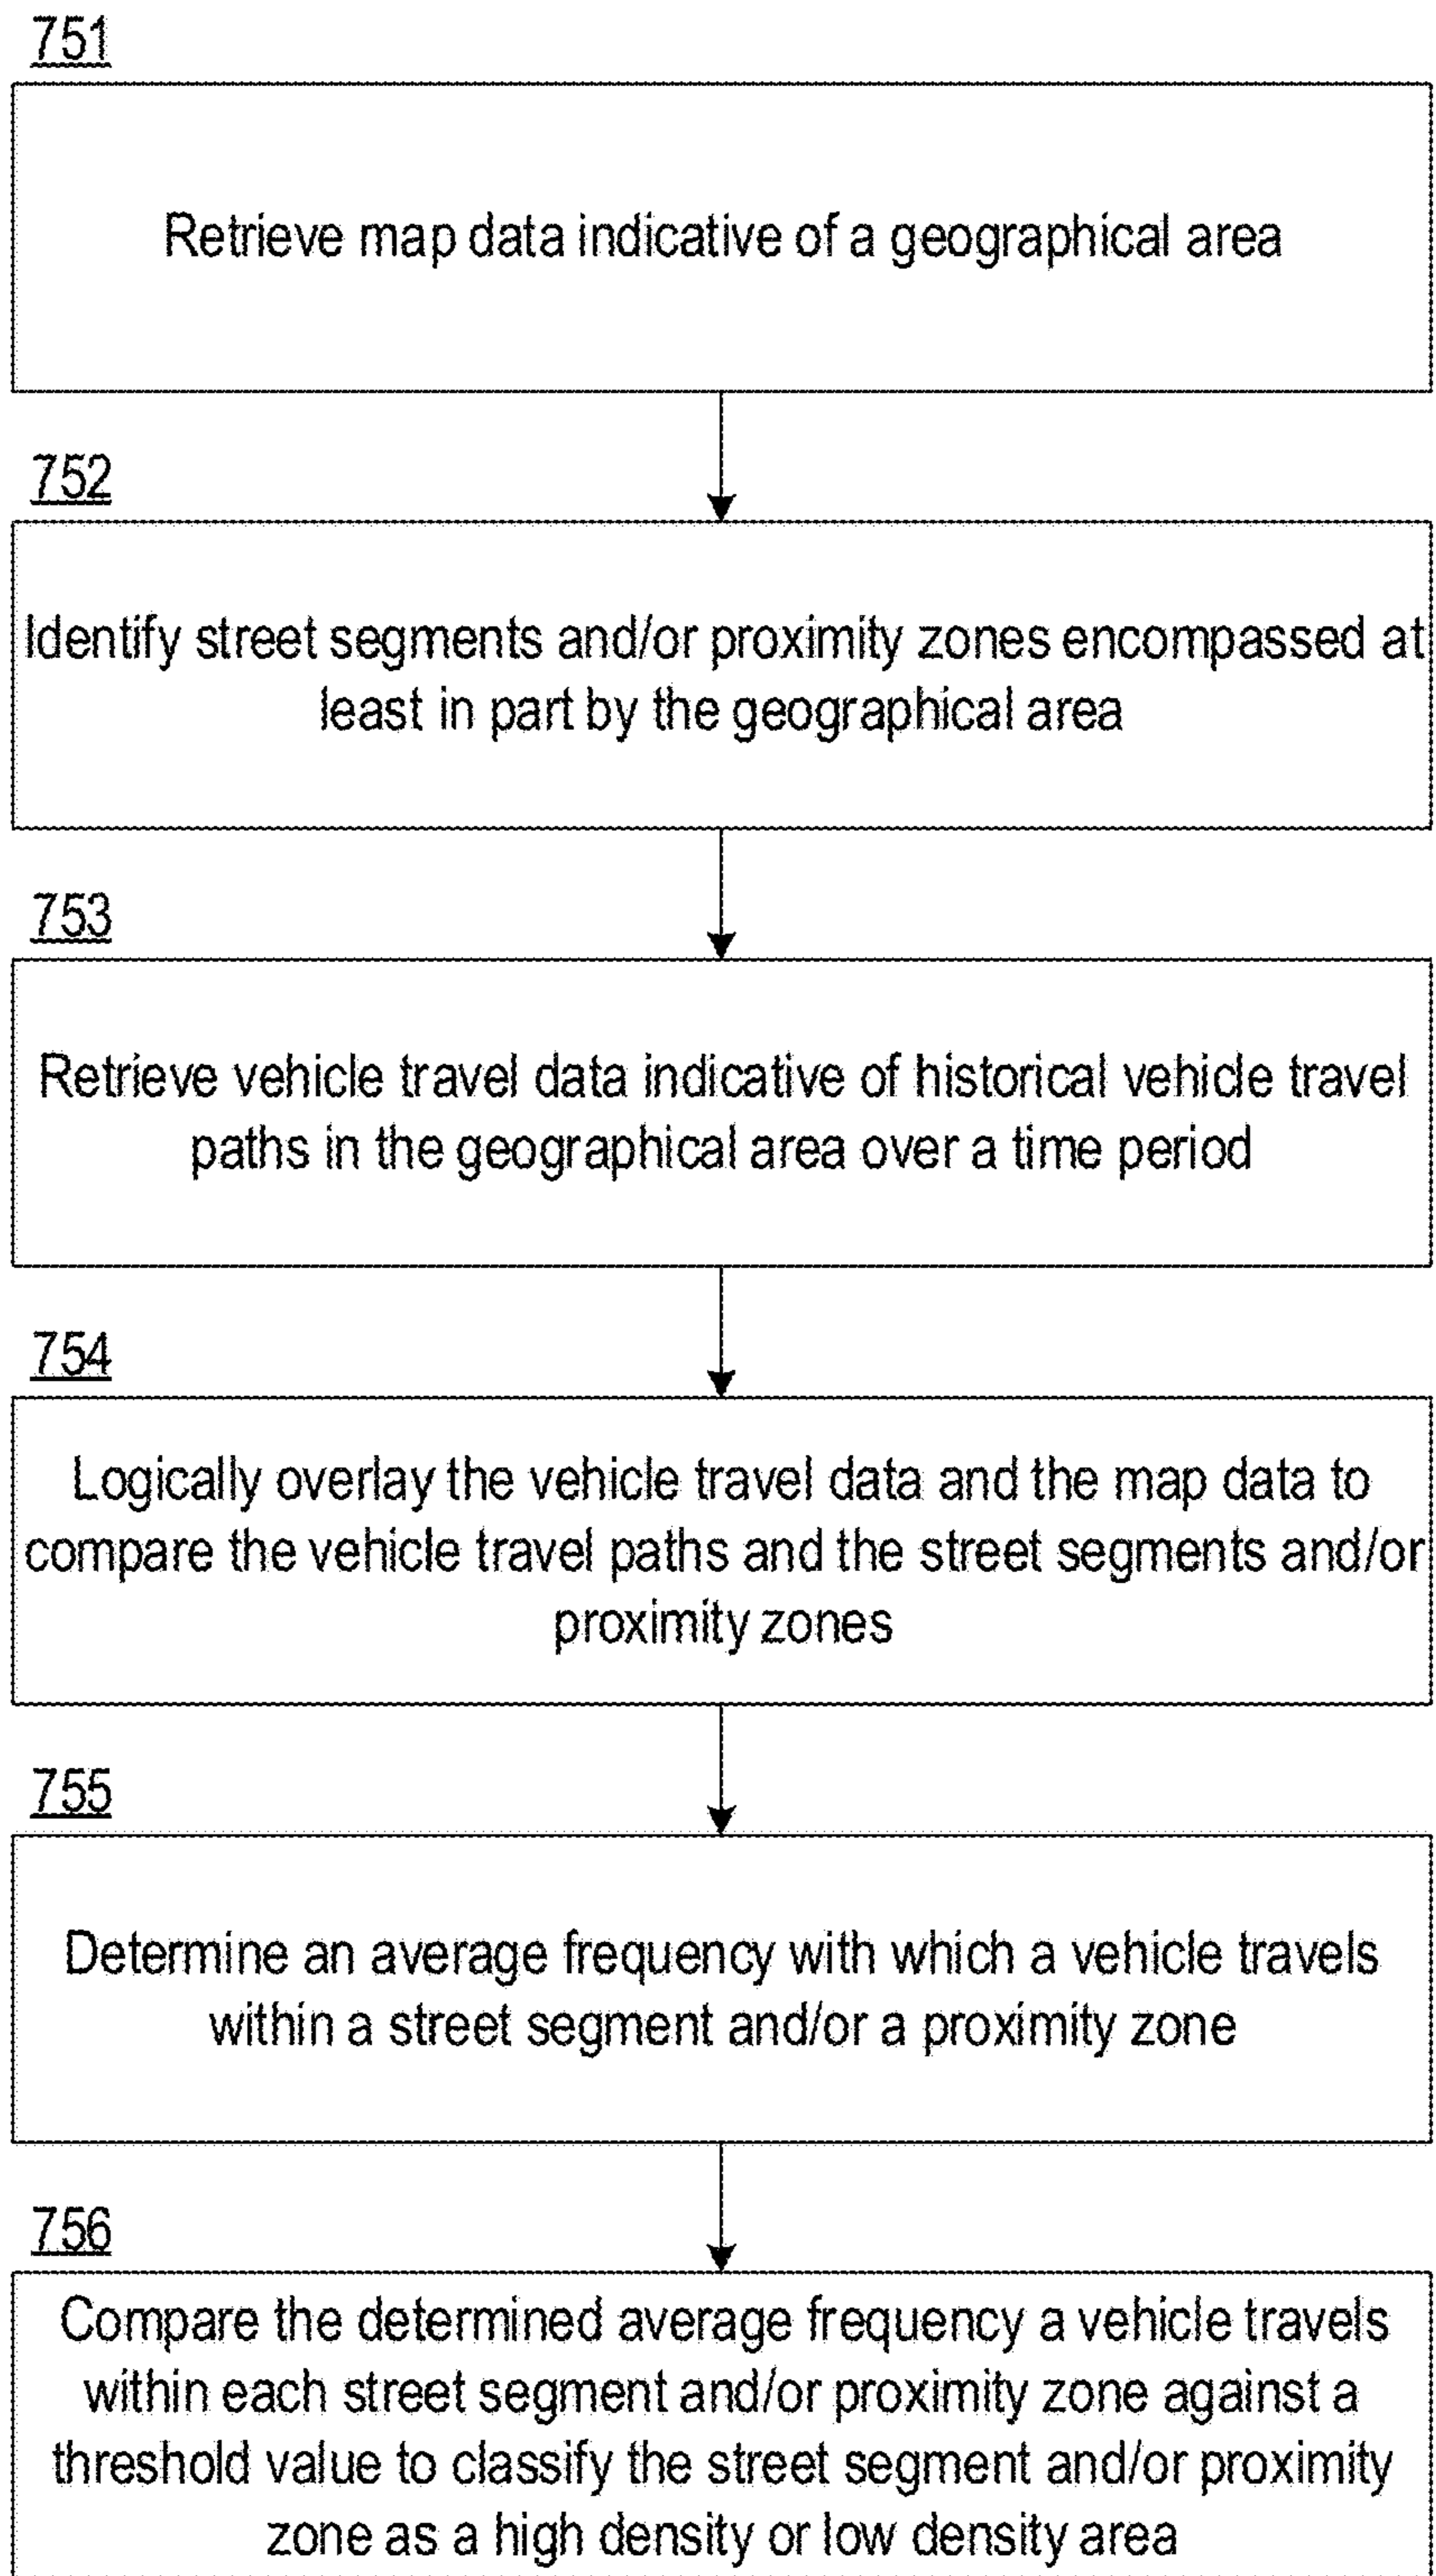 751
Retrieve map data indicative of a geographical area
752
Identify street segments and/or proximity zones encompassed at
least in part by the geographical area
753
Retrieve vehicle travel data indicative of historical vehicle travel
paths in the geographical area over a time period
754
Logically overlay the vehicle travel data and the map data to
compare the vehicle travel paths and the street segments and/or
proximity zones
755
Determine an average frequency with which a vehicle travels
within a street segment and/or a proximity zone
756
Compare the determined average frequency a vehicle travels
within each street segment and/or proximity zone against a
threshold value to classify the street segment and/or proximity
zone as a high density or low density area